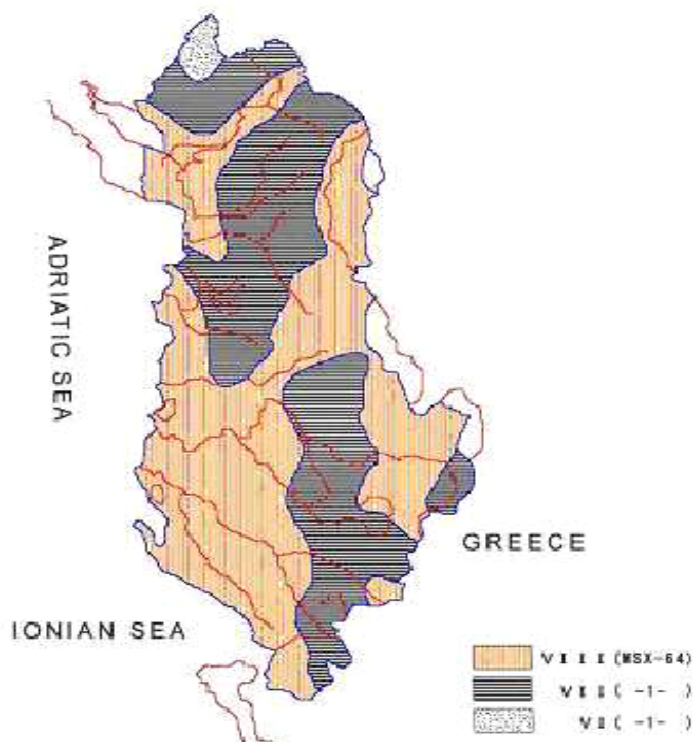 ADRIATIC SEA
GREECE
IONIAN SEA
VIII (MSK-64)
VII ( -1- )
VI ( -1- )